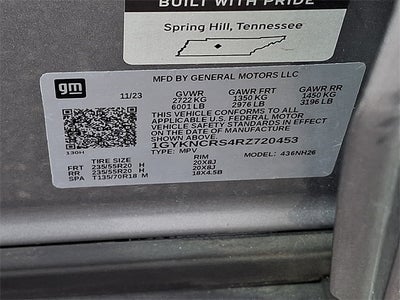 BUILT WITH PRIDE
Spring Hill, Tennessee
gm
MFD BY GENERAL MOTORS LLC
11/23 GVWR GAWR FRT GAWR RR
2722 KG 1350 KG 1450 KG
6001 LB 2976 LB 3196 LB
THIS VEHICLE CONFORMS TO ALL
APPLICABLE U.S. FEDERAL MOTOR
VEHICLE SAFETY STANDARDS IN EFFECT
ON THE DATE OF MANUFACTURE
SHOWN ABOVE.
1GYKNCRS4RZ720453
TYPE: MPV MODEL: 436NH26
130H
TIRE SIZE RIM
FRT 235/55R20 H 20X8J
RR 235/55R20 H 20X8J
SPA T135/70R18 M 18X4.5B